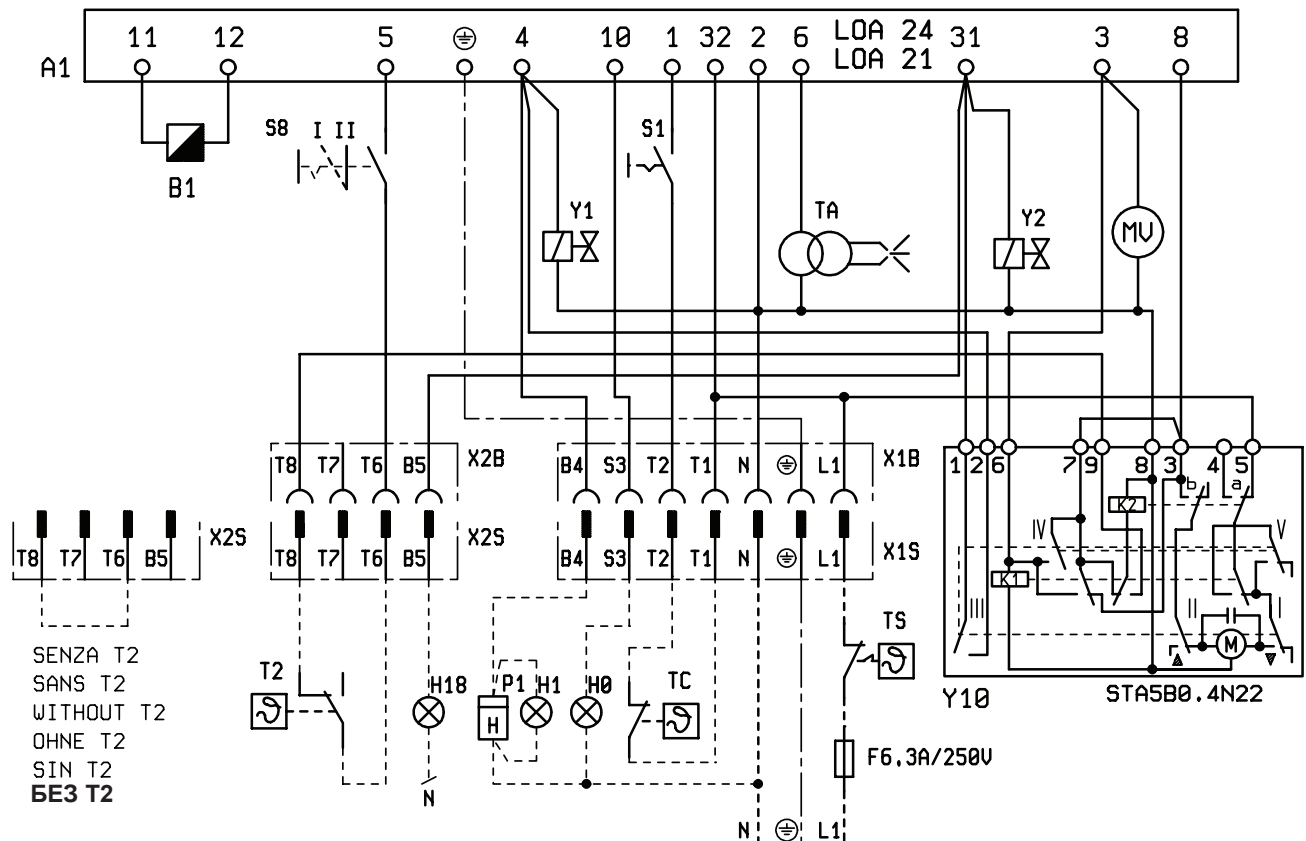 11 12 5 4 10 1 32 2 6 LOA 24 31 3 8
LOA 21
A1
S8 I II S1
B1
Y1 TA Y2 MV
T8 T7 T6 B5 X2B B4 S3 T2 T1 N L1 X1B
1 2 6 7 9 8 3 4 5
b a
K2
IV V
T8 T7 T6 B5 X2S T8 T7 T6 B5 X2S B4 S3 T2 T1 N L1 X1S
K1
III II I
M
SENZA T2
SANS T2
WITHOUT T2
OHNE T2
SIN T2
БЕЗ T2
T2 H18 P1 H1 H0 TC TS
H
Y10 STA5B0.4N22
F6,3A/250V
N
N L1